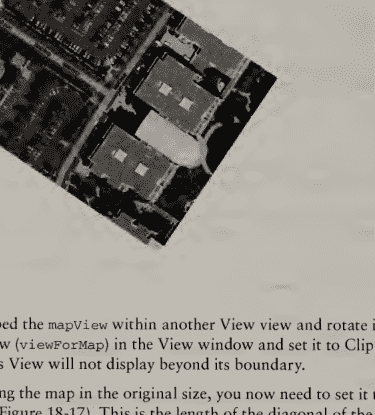 the mapView within another View view and rotate
(viewForMap) in the View window and set it to Clip
View will not display beyond its boundary.
the map in the original size, you now need to set it
Figure 18-17). This is the length of the diagonal of the